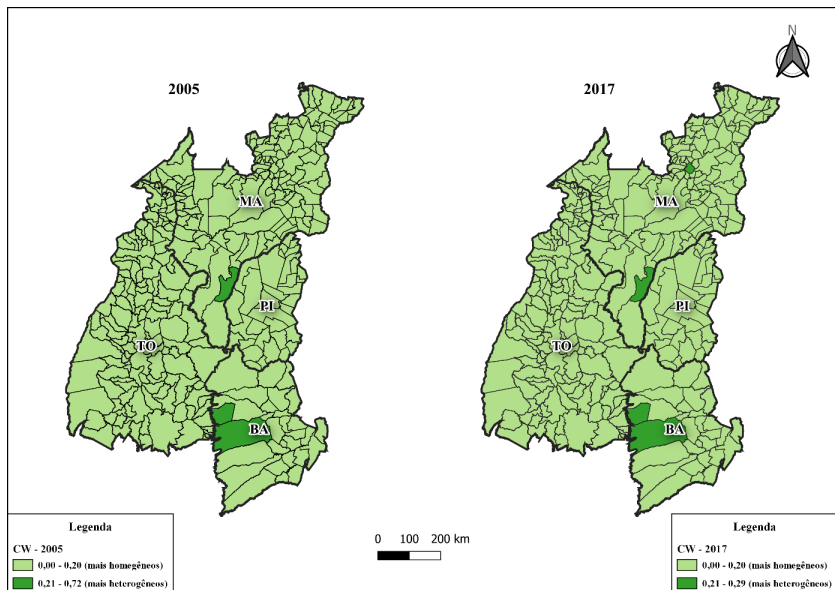 N
2005
2017
MA
PI
TO
BA
MA
PI
TO
BA
Legenda
CW - 2005
0,00 - 0,20 (mais homogêneos)
0,21 - 0,72 (mais heterogêneos)
0 100 200 km
Legenda
CW - 2017
0,00 - 0,20 (mais homogêneos)
0,21 - 0,29 (mais heterogêneos)